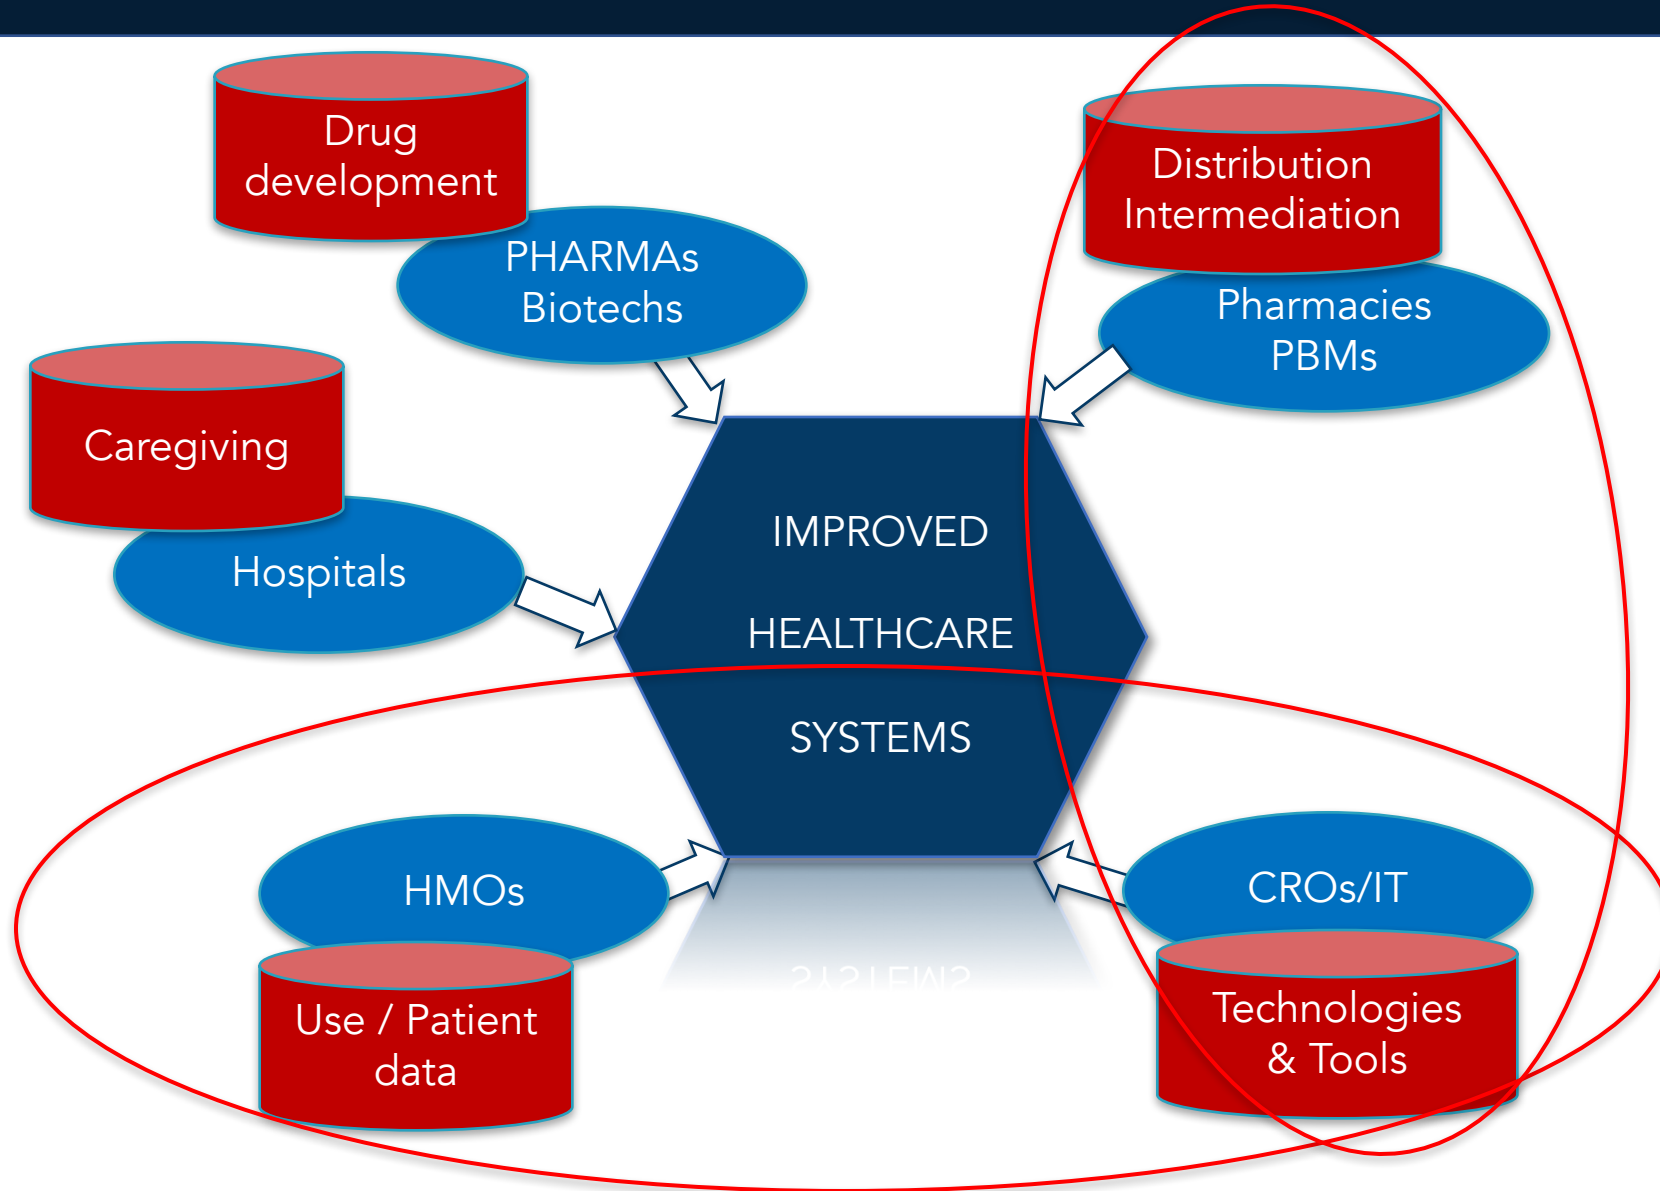 Drug
development
PHARMAs
Biotechs
Distribution
Intermediation
Pharmacies
PBMs
Caregiving
Hospitals
IMPROVED
HEALTHCARE
SYSTEMS
HMOs
Use / Patient
data
CROs/IT
Technologies
& Tools